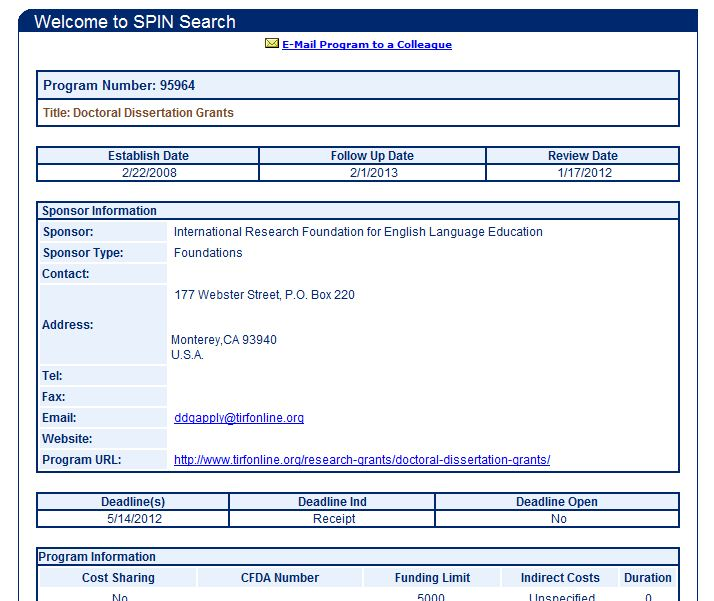 Welcome to SPIN Search
E-Mail Program to a Colleague
Program Number: 95964
Title: Doctoral Dissertation Grants
Establish Date Follow Up Date Review Date
2/22/2008 2/1/2013 1/17/2012
Sponsor Information
Sponsor: International Research Foundation for English Language Education
Sponsor Type: Foundations
Contact:
177 Webster Street, P.O. Box 220
Address:
Monterey,CA 93940
U.S.A.
Tel:
Fax:
Email: ddgapply@tirfonline.org
Website:
Program URL: http://www.tirfonline.org/research-grants/doctoral-dissertation-grants/
Deadline(s) Deadline Ind Deadline Open
5/14/2012 Receipt No
Program Information
Cost Sharing CFDA Number Funding Limit Indirect Costs Duration
No 5000 Unspecified 0